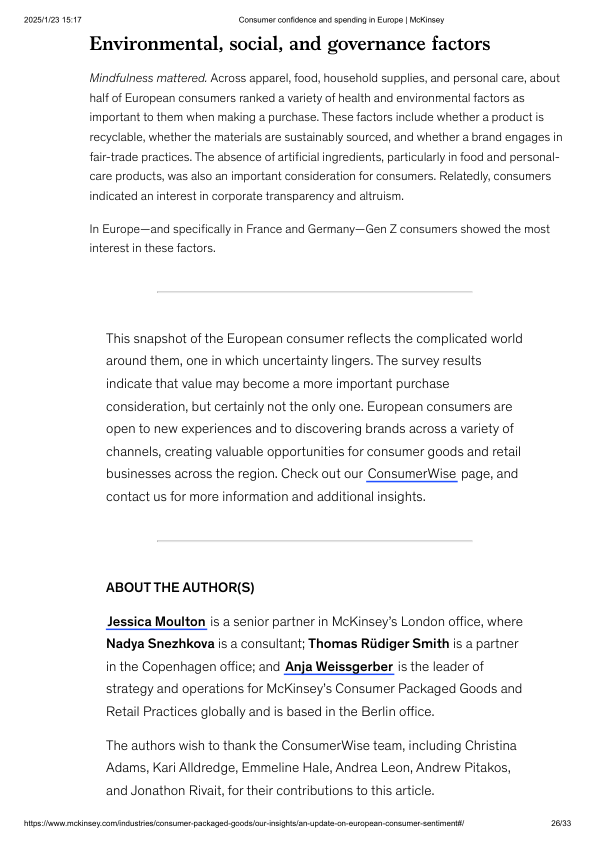 2025/1/23 15:17
Consumer confidence and spending in Europe | McKinsey
Environmental, social, and governance factors
Mindfulness mattered. Across apparel, food, household supplies, and personal care, about
half of European consumers ranked a variety of health and environmental factors as
important to them when making a purchase. These factors include whether a product is
recyclable, whether the materials are sustainably sourced, and whether a brand engages in
fair-trade practices. The absence of artificial ingredients, particularly in food and personal-
care products, was also an important consideration for consumers. Relatedly, consumers
indicated an interest in corporate transparency and altruism.
In Europe—and specifically in France and Germany—Gen Z consumers showed the most
interest in these factors.
This snapshot of the European consumer reflects the complicated world
around them, one in which uncertainty lingers. The survey results
indicate that value may become a more important purchase
consideration, but certainly not the only one. European consumers are
open to new experiences and to discovering brands across a variety of
channels, creating valuable opportunities for consumer goods and retail
businesses across the region. Check out our ConsumerWise page, and
contact us for more information and additional insights.
ABOUT THE AUTHOR(S)
Jessica Moulton is a senior partner in McKinsey’s London office, where
Nadya Snezhkova is a consultant; Thomas Rüdiger Smith is a partner
in the Copenhagen office; and Anja Weissgerber is the leader of
strategy and operations for McKinsey’s Consumer Packaged Goods and
Retail Practices globally and is based in the Berlin office.
The authors wish to thank the ConsumerWise team, including Christina
Adams, Kari Alldredge, Emmeline Hale, Andrea Leon, Andrew Pitakos,
and Jonathon Rivait, for their contributions to this article.
https://www.mckinsey.com/industries/consumer-packaged-goods/our-insights/an-update-on-european-consumer-sentiment#/
26/33